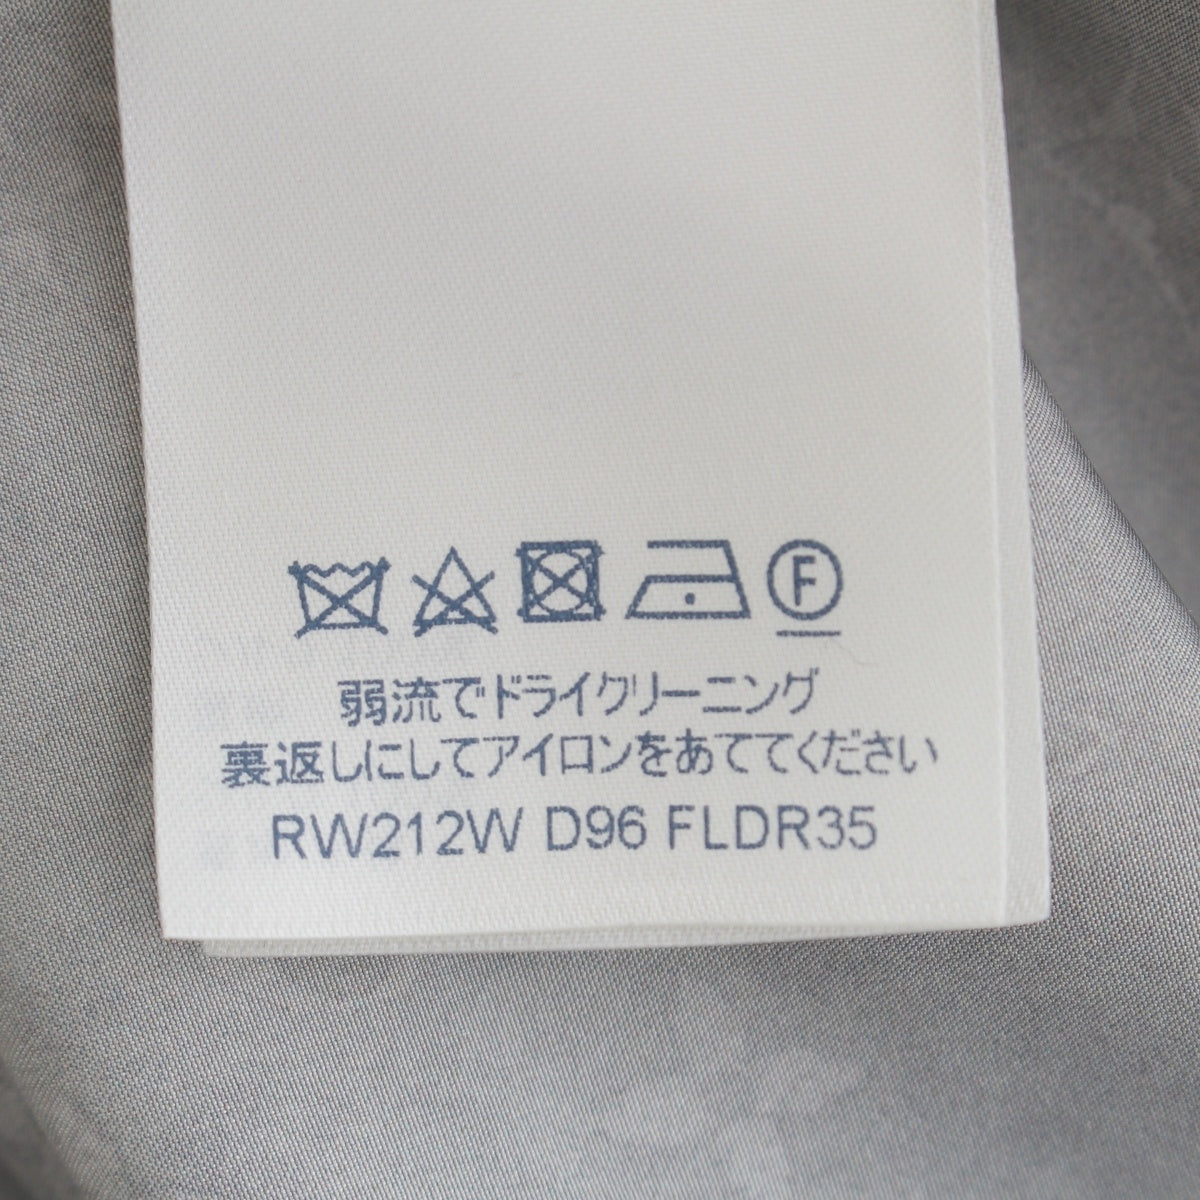 F
弱流でドライクリーニング
裏返しにしてアイロンをあててください
RW212W D96 FLDR35